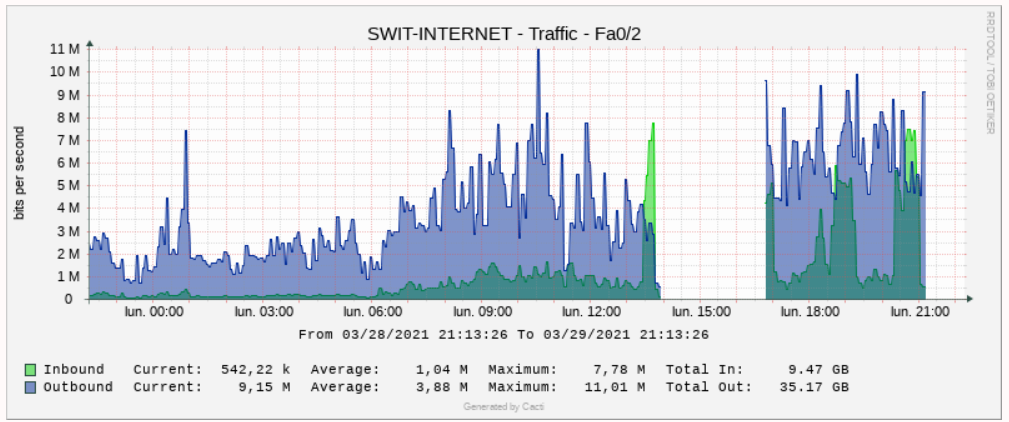 SWIT-INTERNET - Traffic - Fa0/2
RRDTOOL / TOBI OETIKER
bits per second
11 M
10 M
9 M
8 M
7 M
6 M
5 M
4 M
3 M
2 M
1 M
0
lun. 00:00 lun. 03:00 lun. 06:00 lun. 09:00 lun. 12:00 lun. 15:00 lun. 18:00 lun. 21:00
From 03/28/2021 21:13:26 To 03/29/2021 21:13:26
Inbound Current: 542,22 k Average: 1,04 M Maximum: 7,78 M Total In: 9.47 GB
Outbound Current: 9,15 M Average: 3,88 M Maximum: 11,01 M Total Out: 35.17 GB
Generated by Cacti